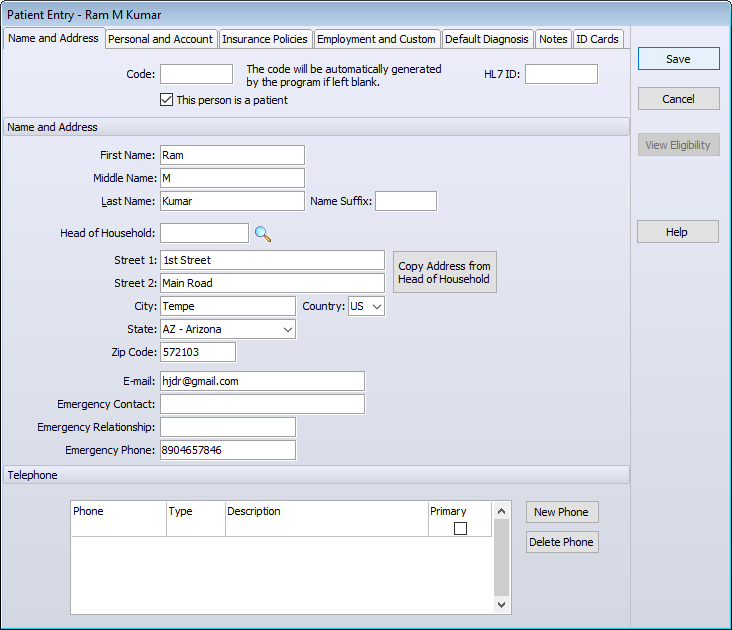 Patient Entry - Ram M Kumar
Name and Address Personal and Account Insurance Policies Employment and Custom Default Diagnosis Notes ID Cards
Code: The code will be automatically generated by the program if left blank. HL7 ID:
This person is a patient
Save
Cancel
View Eligibility
Help
Name and Address
First Name: Ram
Middle Name: M
Last Name: Kumar Name Suffix:
Head of Household:
Street 1: 1st Street
Street 2: Main Road
Copy Address from
Head of Household
City: Tempe Country: US
State: AZ - Arizona
Zip Code: 572103
E-mail: hjdr@gmail.com
Emergency Contact:
Emergency Relationship:
Emergency Phone: 8904657846
Telephone
Phone Type Description Primary
New Phone
Delete Phone